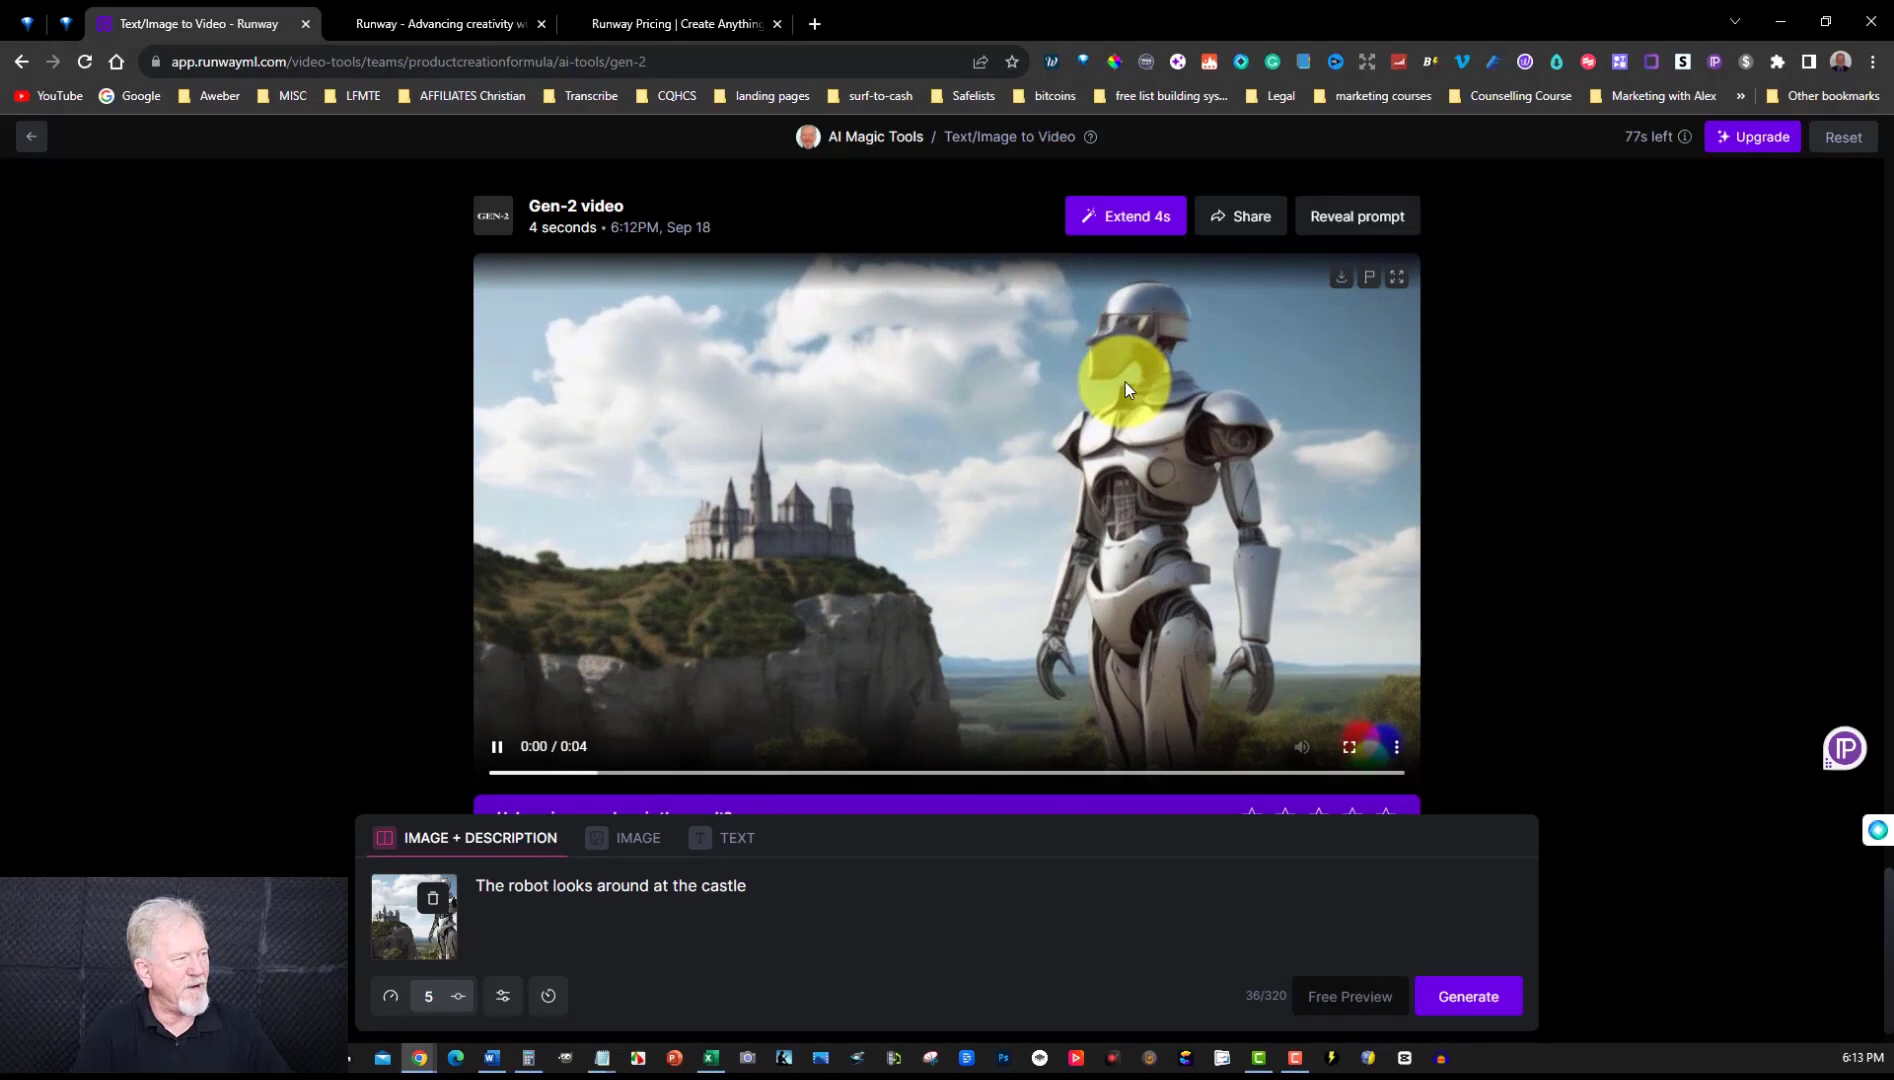 Text/Image to Video - Runway
Runway - Advancing creativity wi
Runway Pricing | Create Anything
app.runwayml.com/video-tools/teams/productcreationformula/ai-tools/gen-2
YouTube
Google
Aweber
MISC
LFMTE
AFFILIATES Christian
Transcribe
CQHCS
landing pages
surf-to-cash
Safelists
bitcoins
free list building sys...
Legal
marketing courses
Counselling Course
Marketing with Alex
»
Other bookmarks
AI Magic Tools / Text/Image to Video
77s left
Upgrade
Reset
GEN-2
Gen-2 video
4 seconds • 6:12PM, Sep 18
Extend 4s
Share
Reveal prompt
0:00 / 0:04
IMAGE + DESCRIPTION
IMAGE
TEXT
The robot looks around at the castle
5
36/320
Free Preview
Generate
6:13 PM